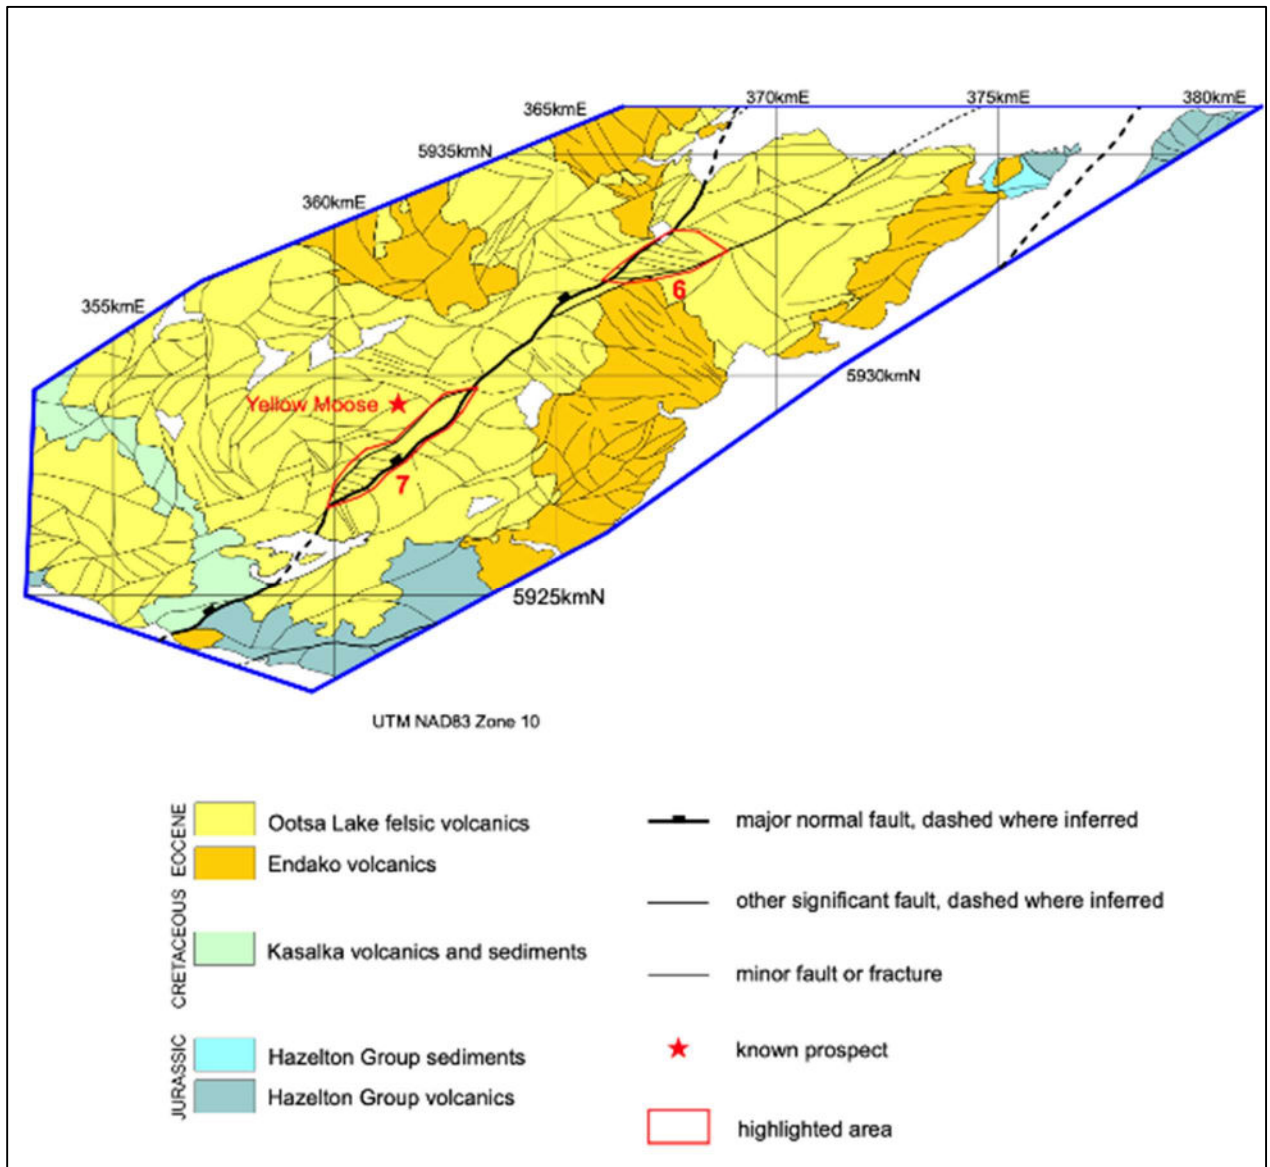 370kmE
375kmE
380kmE
365kmE
5935kmN
360kmE
355kmE
6
5930kmN
Yellow Moose
7
5925kmN
UTM NAD83 Zone 10
EOCENE
Ootsa Lake felsic volcanics
Endako volcanics
CRETACEOUS
Kasalka volcanics and sediments
JURASSIC
Hazelton Group sediments
Hazelton Group volcanics
major normal fault, dashed where inferred
other significant fault, dashed where inferred
minor fault or fracture
known prospect
highlighted area